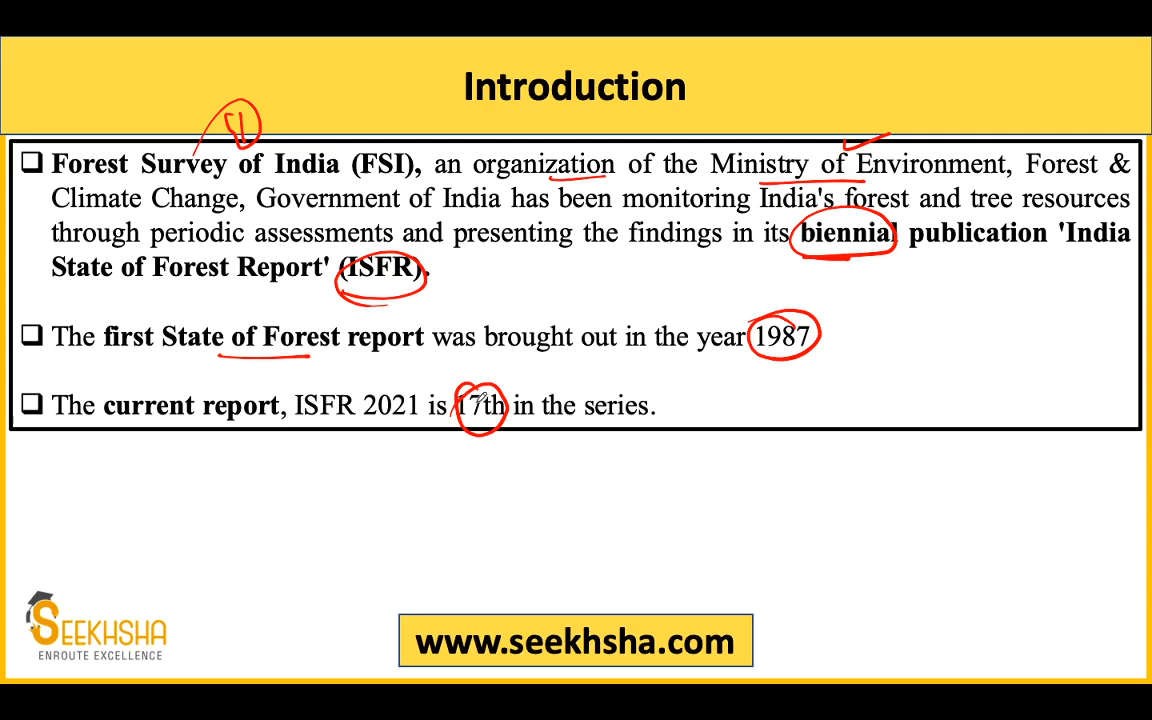 Introduction
❑ Forest Survey of India (FSI), an organization of the Ministry of Environment, Forest &
Climate Change, Government of India has been monitoring India's forest and tree resources
through periodic assessments and presenting the findings in its biennial publication 'India
State of Forest Report' (ISFR).
❑ The first State of Forest report was brought out in the year 1987
❑ The current report, ISFR 2021 is 17th in the series.
SEEKHSHA
ENROUTE EXCELLENCE
www.seekhsha.com